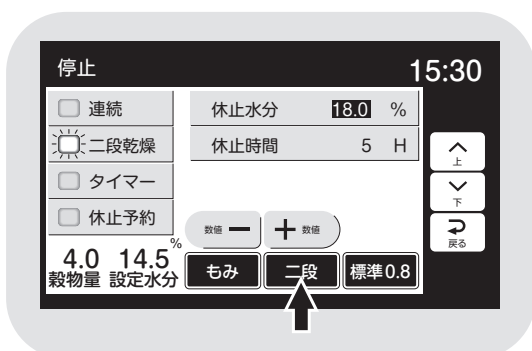 停止 15:30
連続
二段乾燥
タイマー
休止予約
休止水分 18.0 %
休止時間 5 H
上
下
戻る
数値 － ＋ 数値
4.0 14.5%
穀物量 設定水分
もみ 二段 標準0.8